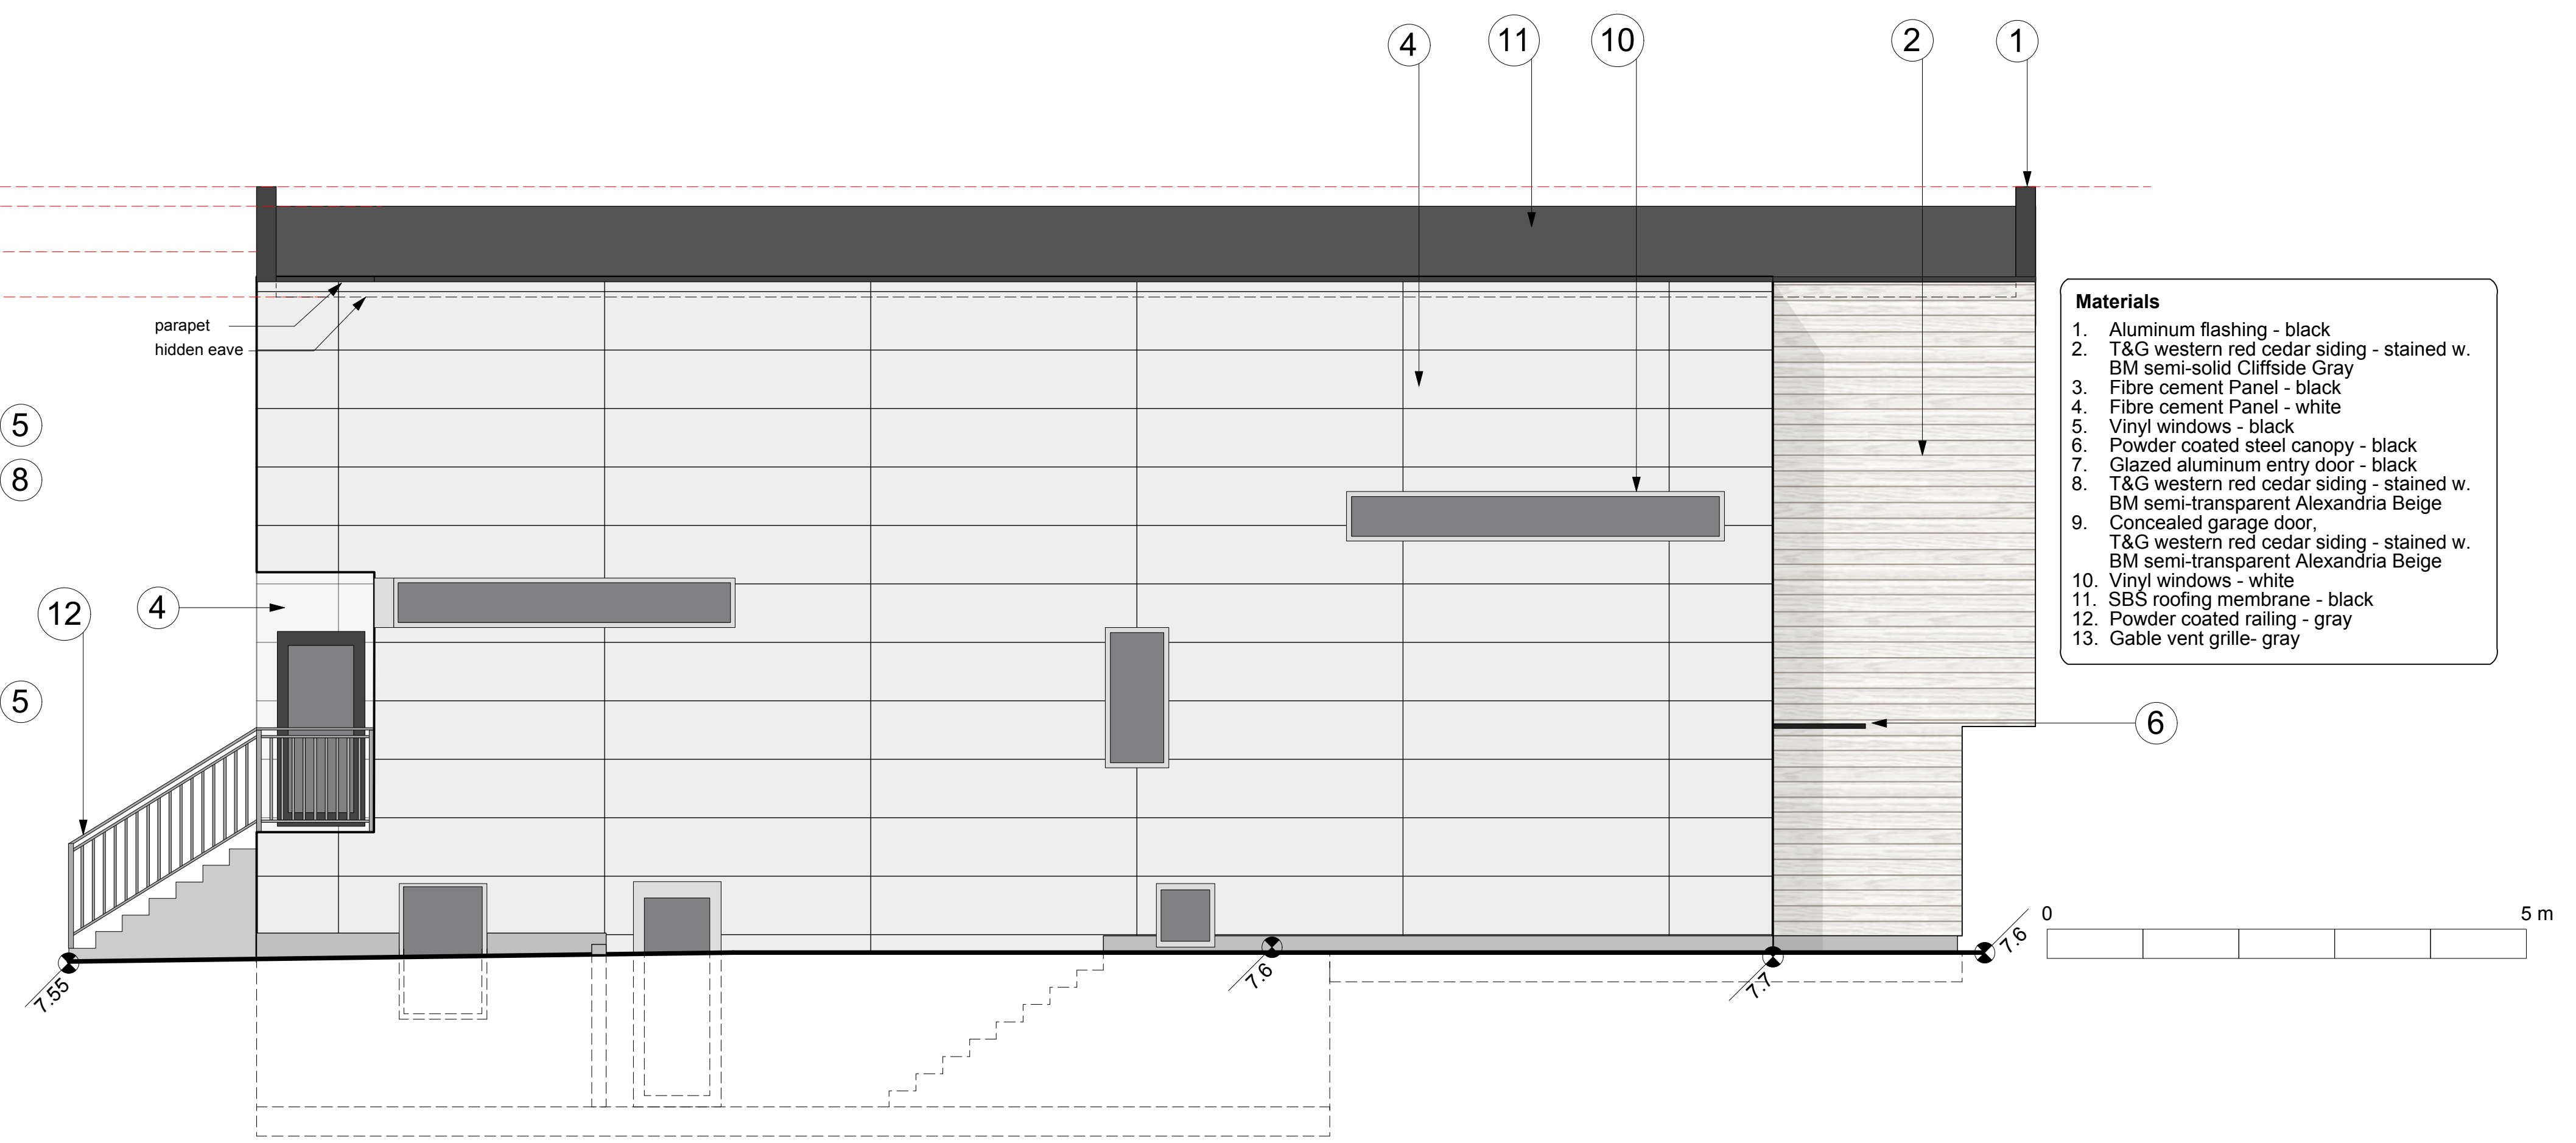 4
11
10
2
1
parapet
hidden eave
5
8
12
4
5
6
Materials
1. Aluminum flashing - black
2. T&G western red cedar siding - stained w.
BM semi-solid Cliffside Gray
3. Fibre cement Panel - black
4. Fibre cement Panel - white
5. Vinyl windows - black
6. Powder coated steel canopy - black
7. Glazed aluminum entry door - black
8. T&G western red cedar siding - stained w.
BM semi-transparent Alexandria Beige
9. Concealed garage door,
T&G western red cedar siding - stained w.
BM semi-transparent Alexandria Beige
10. Vinyl windows - white
11. SBS roofing membrane - black
12. Powder coated railing - gray
13. Gable vent grille- gray
0
5 m
7.55
7.6
7.7
7.6